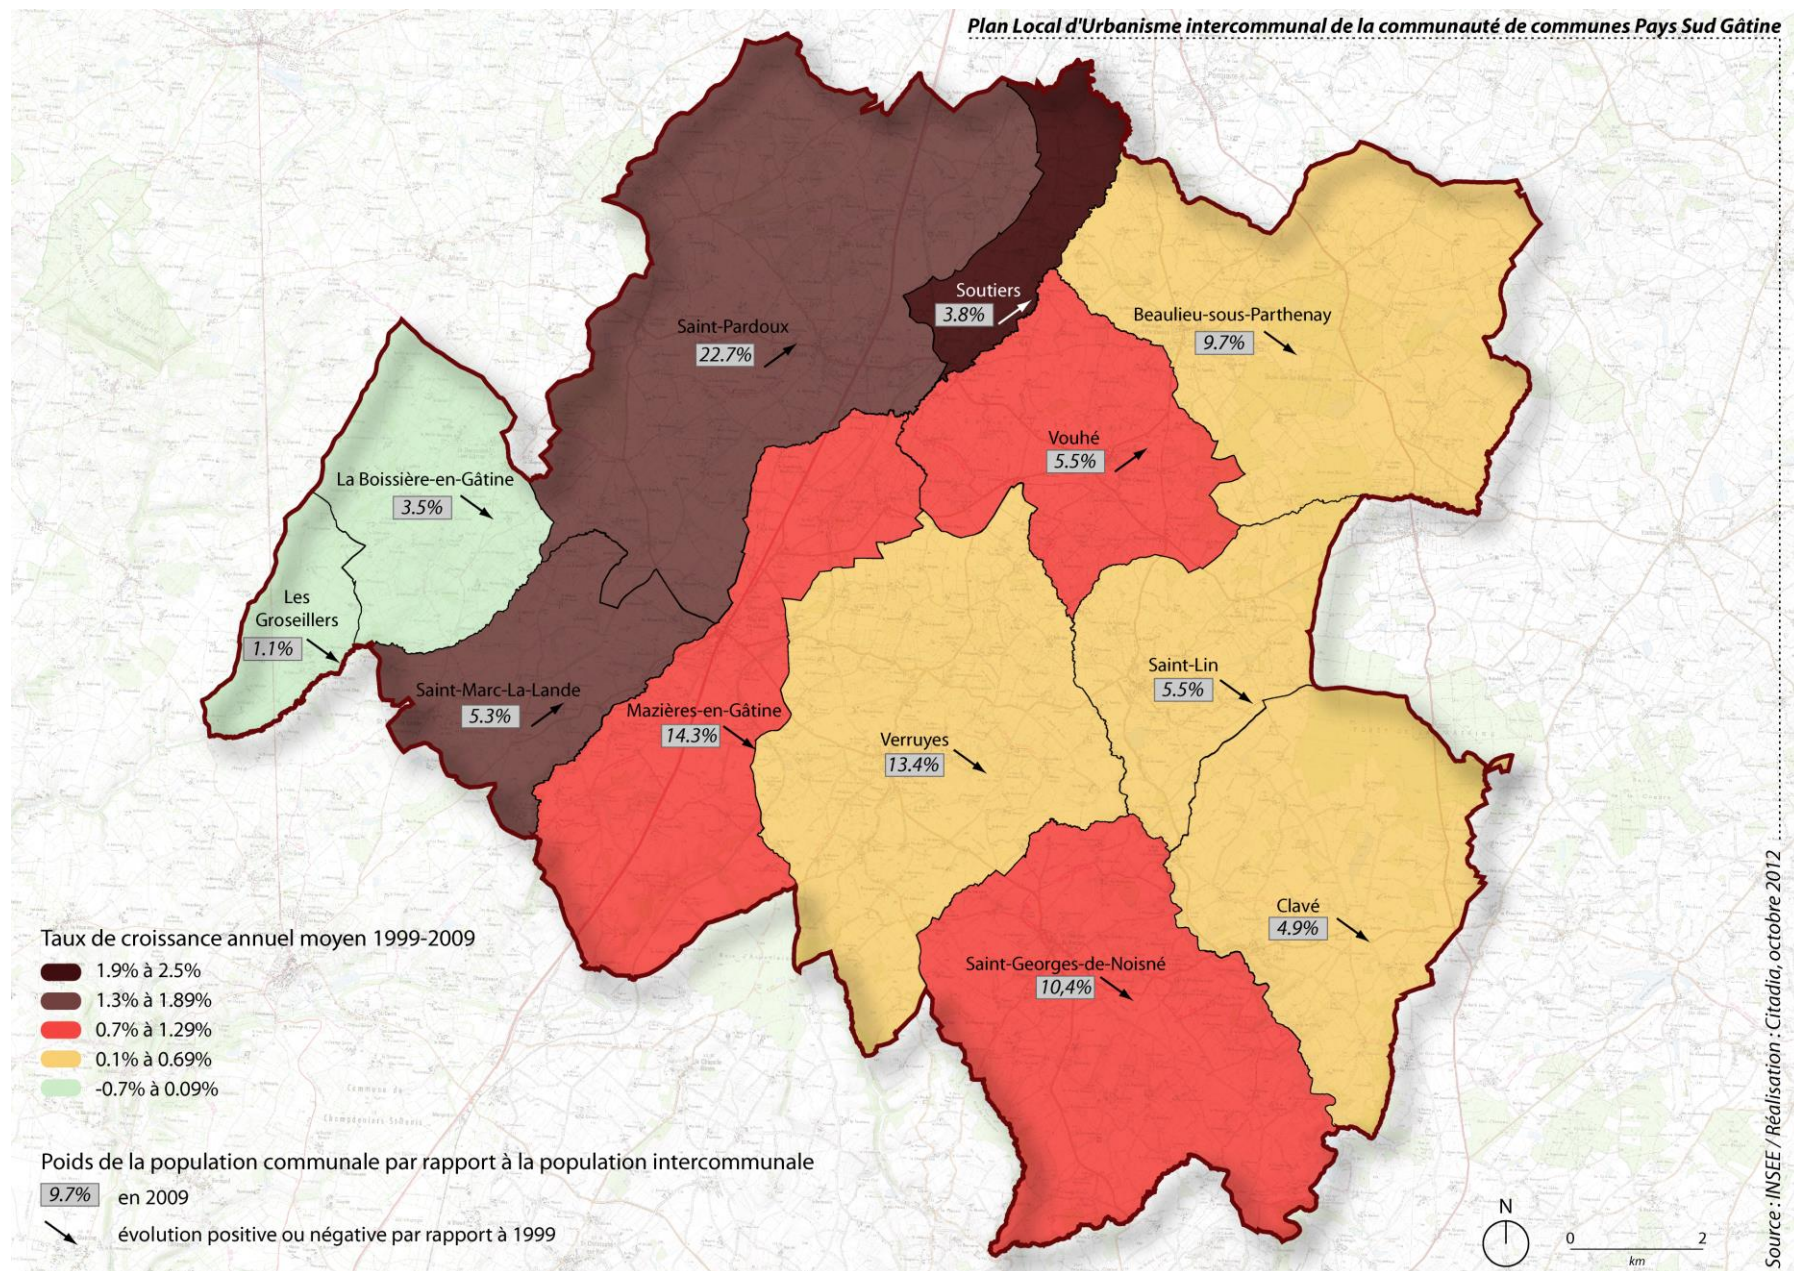 Plan Local d'Urbanisme intercommunal de la communauté de communes Pays Sud Gâtine
Soutiers
3.8%
Saint-Pardoux
22.7%
Beaulieu-sous-Parthenay
9.7%
Vouhé
5.5%
La Boissière-en-Gâtine
3.5%
Les
Groseillers
1.1%
Saint-Marc-La-Lande
5.3%
Mazières-en-Gâtine
14.3%
Saint-Lin
5.5%
Verruyes
13.4%
Clavé
4.9%
Saint-Georges-de-Noisné
10,4%
Taux de croissance annuel moyen 1999-2009
1.9% à 2.5%
1.3% à 1.89%
0.7% à 1.29%
0.1% à 0.69%
-0.7% à 0.09%
Poids de la population communale par rapport à la population intercommunale
9.7% en 2009
évolution positive ou négative par rapport à 1999
N
0 2
km
Source : INSEE / Réalisation : Citadia, octobre 2012